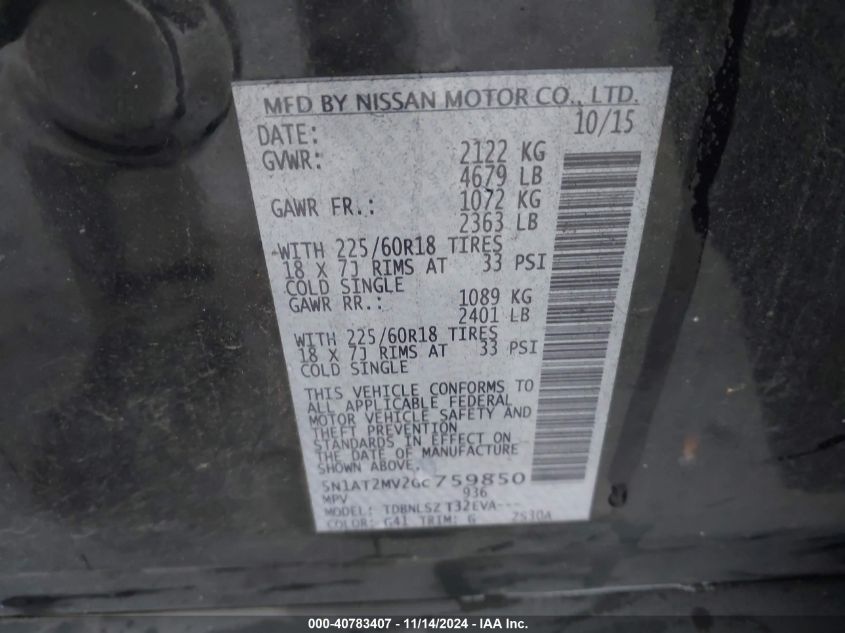 MFD BY NISSAN MOTOR CO., LTD.
DATE: 10/15
GVWR: 2122 KG
4679 LB
GAWR FR.: 1072 KG
2363 LB
WITH 225/60R18 TIRES
18 X 7J RIMS AT 33 PSI
COLD SINGLE
GAWR RR.: 1089 KG
2401 LB
WITH 225/60R18 TIRES
18 X 7J RIMS AT 33 PSI
COLD SINGLE
THIS VEHICLE CONFORMS TO
ALL APPLICABLE FEDERAL
MOTOR VEHICLE SAFETY AND
THEFT PREVENTION
STANDARDS IN EFFECT ON
THE DATE OF MANUFACTURE
SHOWN ABOVE
5N1AT2MV2GC759850
MPV 936
MODEL: TDBNLSZ T32EVA---
COLOR: G41 TRIM: G 2S30A
000-40783407 - 11/14/2024 - IAA Inc.